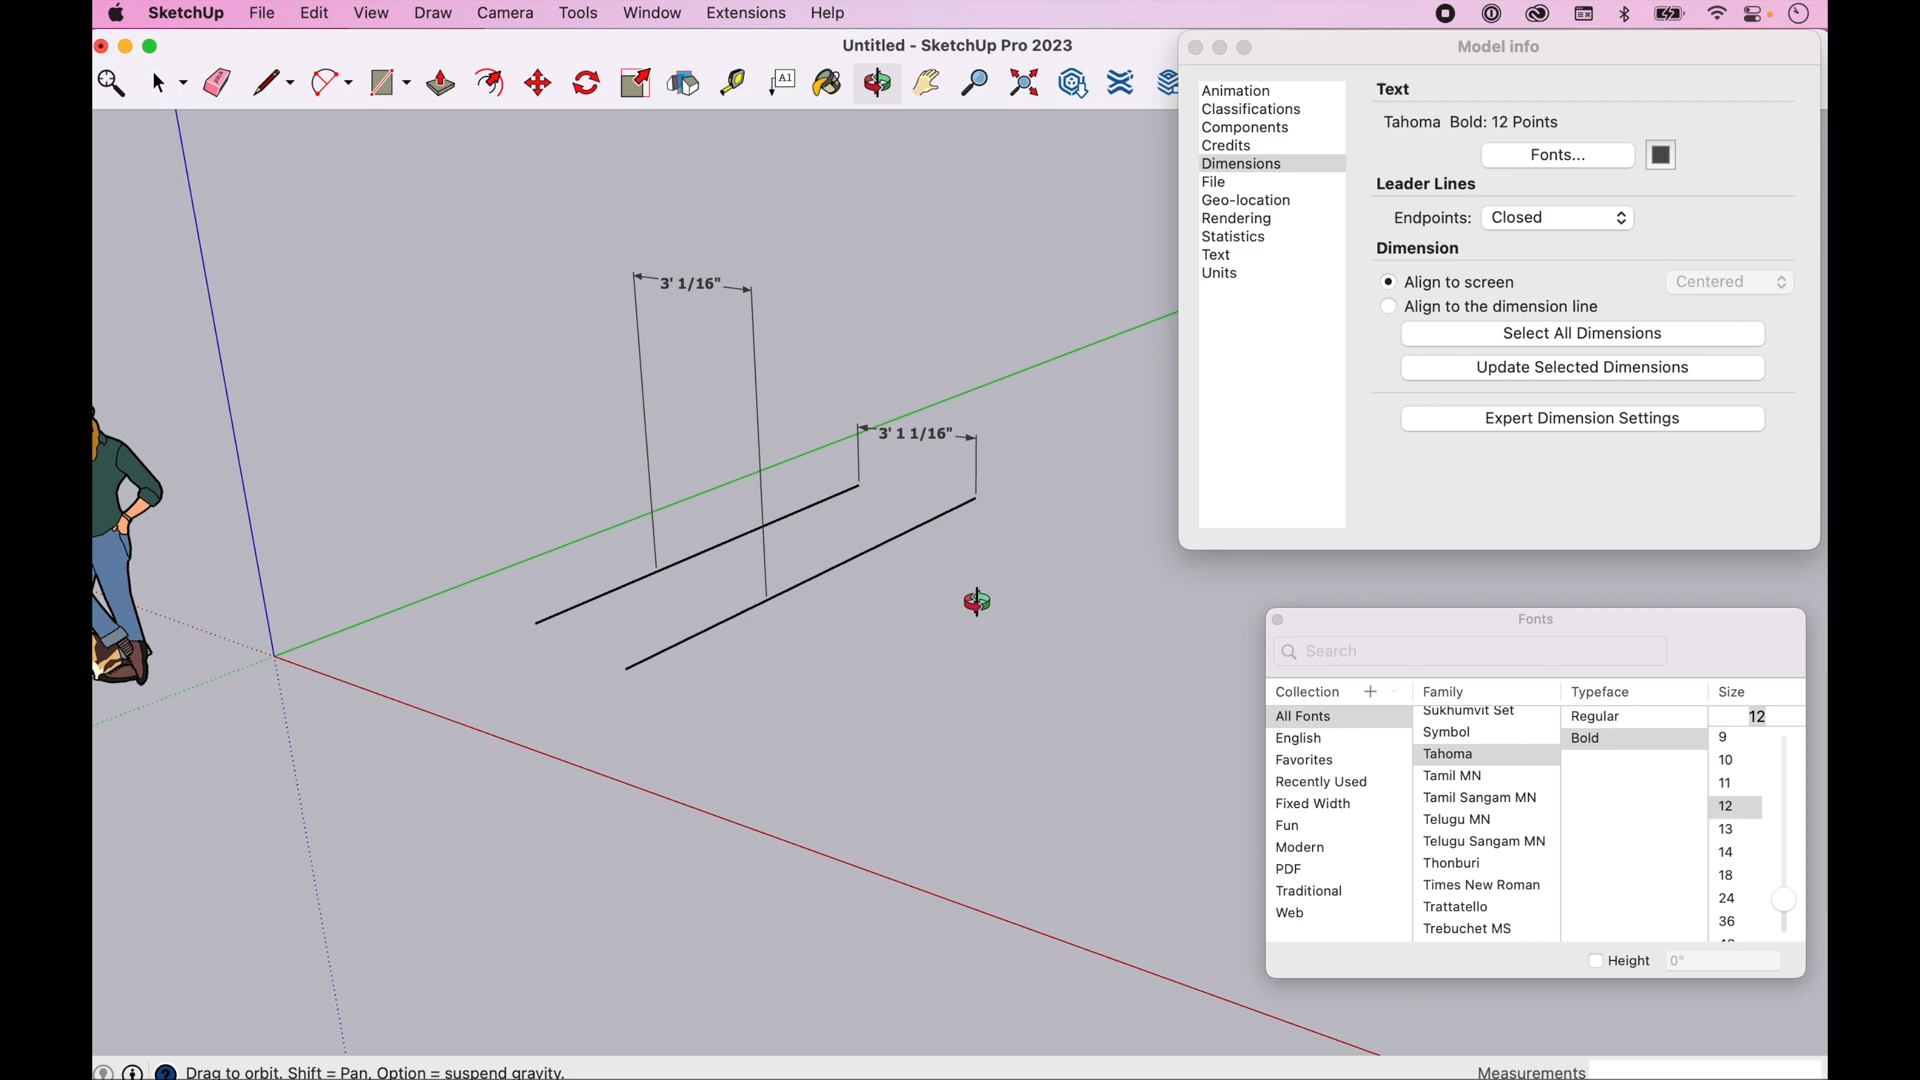 SketchUp File Edit View Draw Camera Tools Window Extensions Help
Untitled - SketchUp Pro 2023
A1
Model info
Animation
Classifications
Components
Credits
Dimensions
File
Geo-location
Rendering
Statistics
Text
Units
Text
Tahoma Bold: 12 Points
Fonts...
Leader Lines
Endpoints: Closed
Dimension
Align to screen Centered
Align to the dimension line
Select All Dimensions
Update Selected Dimensions
Expert Dimension Settings
3' 1/16"
3' 1 1/16"
Fonts
Search
Collection Family Typeface Size
All Fonts
English
Favorites
Recently Used
Fixed Width
Fun
Modern
PDF
Traditional
Web
Sukhumvit Set
Symbol
Tahoma
Tamil MN
Tamil Sangam MN
Telugu MN
Telugu Sangam MN
Thonburi
Times New Roman
Trattatello
Trebuchet MS
Regular
Bold
12
9
10
11
12
13
14
18
24
36
Height 0"
Drag to orbit. Shift = Pan, Option = suspend gravity.
Measurements